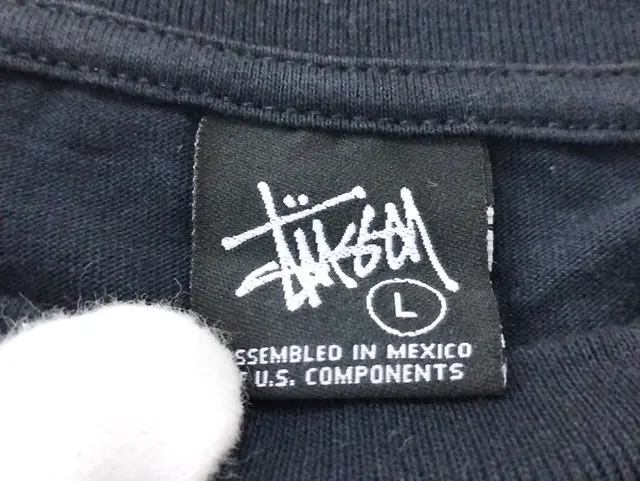 Stüssy
L
SSEMBLED IN MEXICO
U.S. COMPONENTS